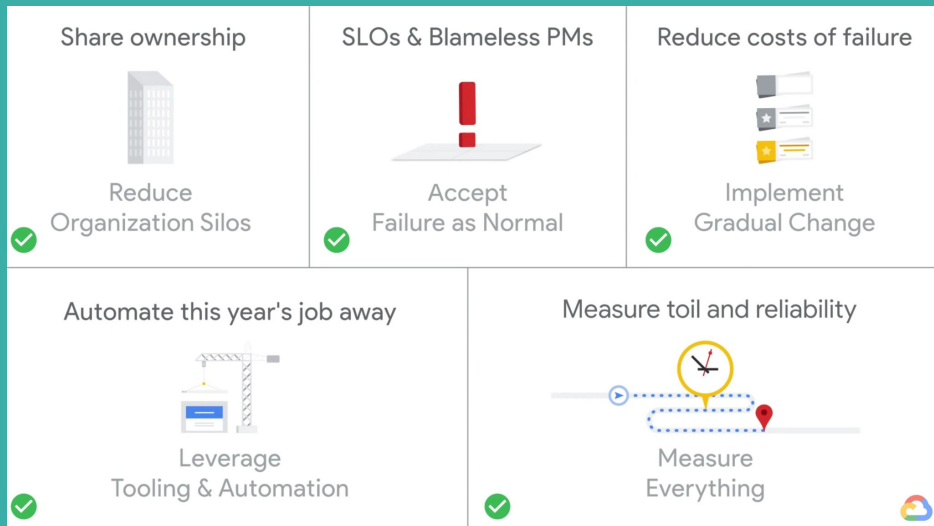 Share ownership
Reduce
Organization Silos
SLOs & Blameless PMs
Accept
Failure as Normal
Reduce costs of failure
Implement
Gradual Change
Automate this year's job away
Leverage
Tooling & Automation
Measure toil and reliability
Measure
Everything